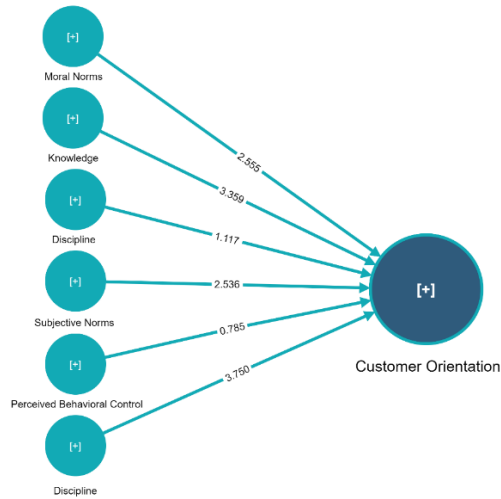 [+]
Moral Norms
[+]
Knowledge
[+]
Discipline
[+]
Subjective Norms
[+]
Perceived Behavioral Control
[+]
Discipline
2.555
3.359
1.117
2.536
0.785
3.750
[+]
Customer Orientation